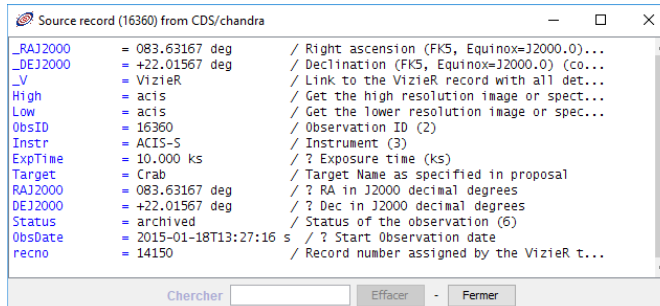 Source record (16360) from CDS/chandra
_RAJ2000 = 083.63167 deg / Right ascension (FK5, Equinox=J2000.0)...
_DEJ2000 = +22.01567 deg / Declination (FK5, Equinox=J2000.0) (co...
_V = VizieR / Link to the VizieR record with all det...
High = acis / Get the high resolution image or spect...
Low = acis / Get the lower resolution image or spec...
ObsID = 16360 / Observation ID (2)
Instr = ACIS-S / Instrument (3)
ExpTime = 10.000 ks / ? Exposure time (ks)
Target = Crab / Target Name as specified in proposal
RAJ2000 = 083.63167 deg / ? RA in J2000 decimal degrees
DEJ2000 = +22.01567 deg / ? Dec in J2000 decimal degrees
Status = archived / Status of the observation (6)
ObsDate = 2015-01-18T13:27:16 s / ? Start Observation date
recno = 14150 / Record number assigned by the VizieR t...
Chercher Effacer - Fermer